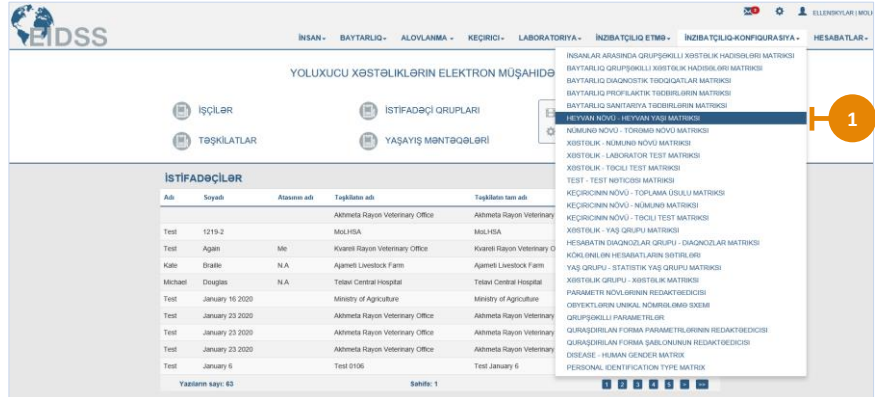 ELLENSKYLAR | MOLI
EIDSS
İNSAN
BAYTARLIQ
ALOVLANMA
KEÇIRICI
LABORATORIYA
İNZIBATÇILIQ ETMƏ
İNZIBATÇILIQ-KONFIQURASIYA
HESABATLAR
İNSANLAR ARASINDA QRUPŞƏKILLI XƏSTƏLIK HADISƏLƏRI MATRIKSI
BAYTARLIQ QRUPŞƏKILLI XƏSTƏLIK HADISƏLƏRI MATRIKSI
BAYTARLIQ DIAQNOSTIK TƏDQIQATLAR MATRIKSI
BAYTARLIQ PROFILAKTIK TƏDBIRLƏRIN MATRIKSI
BAYTARLIQ SANITARIYA TƏDBIRLƏRIN MATRIKSI
HEYVAN NÖVÜ - HEYVAN YAŞI MATRIKSI
1
NÜMUNƏ NÖVÜ - TÖRƏMƏ NÖVÜ MATRIKSI
XƏSTƏLIK - NÜMUNƏ NÖVÜ MATRIKSI
XƏSTƏLIK - LABORATOR TEST MATRIKSI
XƏSTƏLIK - TƏCILI TEST MATRIKSI
TEST - TEST NƏTICƏSI MATRIKSI
KEÇIRICININ NÖVÜ - TOPLAMA ÜSULU MATRIKSI
KEÇIRICININ NÖVÜ - NÜMUNƏ MATRIKSI
KEÇIRICININ NÖVÜ - TƏCILI TEST MATRIKSI
XƏSTƏLIK - YAŞ QRUPU MATRIKSI
HESABATIN DIAQNOZLAR QRUPU - DIAQNOZLAR MATRIKSI
KÖKLƏNILƏN HESABATLARIN SƏTIRLƏRI
YAŞ QRUPU - STATISTIK YAŞ QRUPU MATRIKSI
XƏSTƏLIK QRUPU - XƏSTƏLIK MATRIKSI
PARAMETR NÖVLƏRININ REDAKTƏEDICISI
OBYEKTLƏRIN UNIKAL NÖMRƏLƏMƏ SXEMI
QRUPŞƏKILLI PARAMETRLƏR
QURAŞDIRILAN FORMA PARAMETRLƏRININ REDAKTƏEDICISI
QURAŞDIRILAN FORMA ŞABLONUNUN REDAKTƏEDICISI
DISEASE - HUMAN GENDER MATRIX
PERSONAL IDENTIFICATION TYPE MATRIX
YOLUXUCU XƏSTƏLIKLƏRIN ELEKTRON MÜŞAHIDƏ
İŞÇILƏR
İSTIFADƏÇI QRUPLARI
TƏŞKILATLAR
YAŞAYIŞ MƏNTƏQƏLƏRI
İSTİFADƏÇİLƏR
Adı Soyadı Atasının adı Təşkilatın adı Təşkilatın tam adı
Akhmeta Rayon Veterinary Office Akhmeta Rayon Veterinary
Test 1219-2 MoLHSA MoLHSA
Test Again Me Kvareli Rayon Veterinary Office Kvareli Rayon Veterinary O
Kate Braille N.A Ajameti Livestock Farm Ajameti Livestock Farm
Michael Douglas N.A Telavi Central Hospital Telavi Central Hospital
Test January 16 2020 Ministry of Agriculture Ministry of Agriculture
Test January 23 2020 Akhmeta Rayon Veterinary Office Akhmeta Rayon Veterinary
Test January 23 2020 Akhmeta Rayon Veterinary Office Akhmeta Rayon Veterinary
Test January 23 2020 Akhmeta Rayon Veterinary Office Akhmeta Rayon Veterinary
Test January 6 Test 0106 Test January 6
Yazıların sayı: 63 Səhifə: 1 1 2 3 4 5 > >>